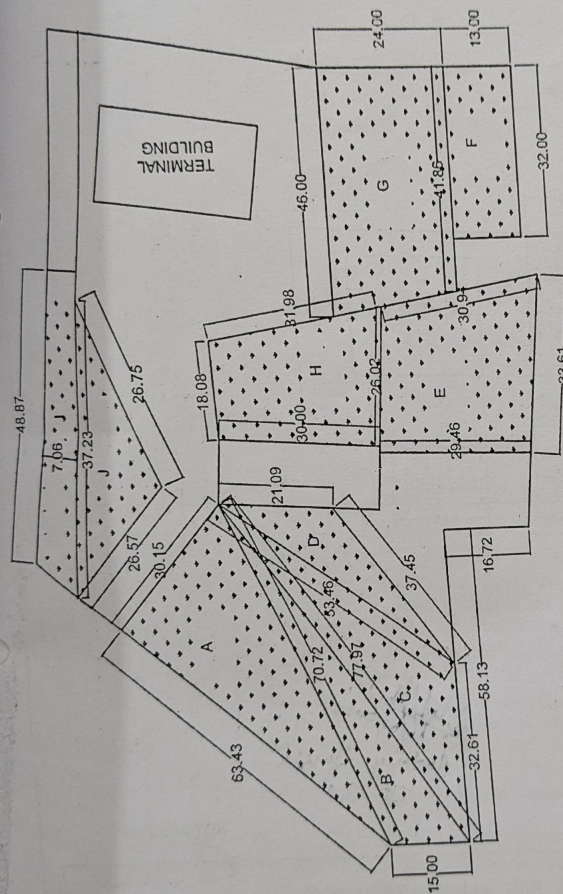 24.00
13.00
TERMINAL
BUILDING
46.00
G
41.86
F
32.00
48.87
J
7.06
37.23
J
26.75
31.98
30.9
18.08
H
26.02
30.00
E
29.46
26.57
30.15
21.09
D
A
53.46
37.45
16.72
70.72
77.97
C
58.13
63.43
B
32.61
15.00